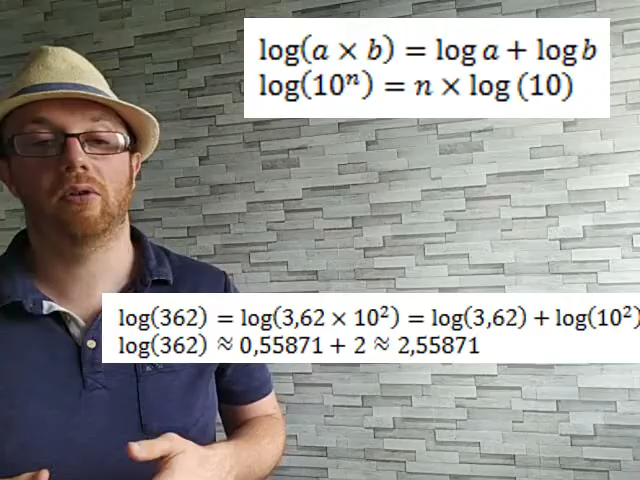 log(a × b) = log a + log b
log(10ⁿ) = n × log (10)
log(362) = log(3,62 × 10²) = log(3,62) + log(10²)
log(362) ≈ 0,55871 + 2 ≈ 2,55871